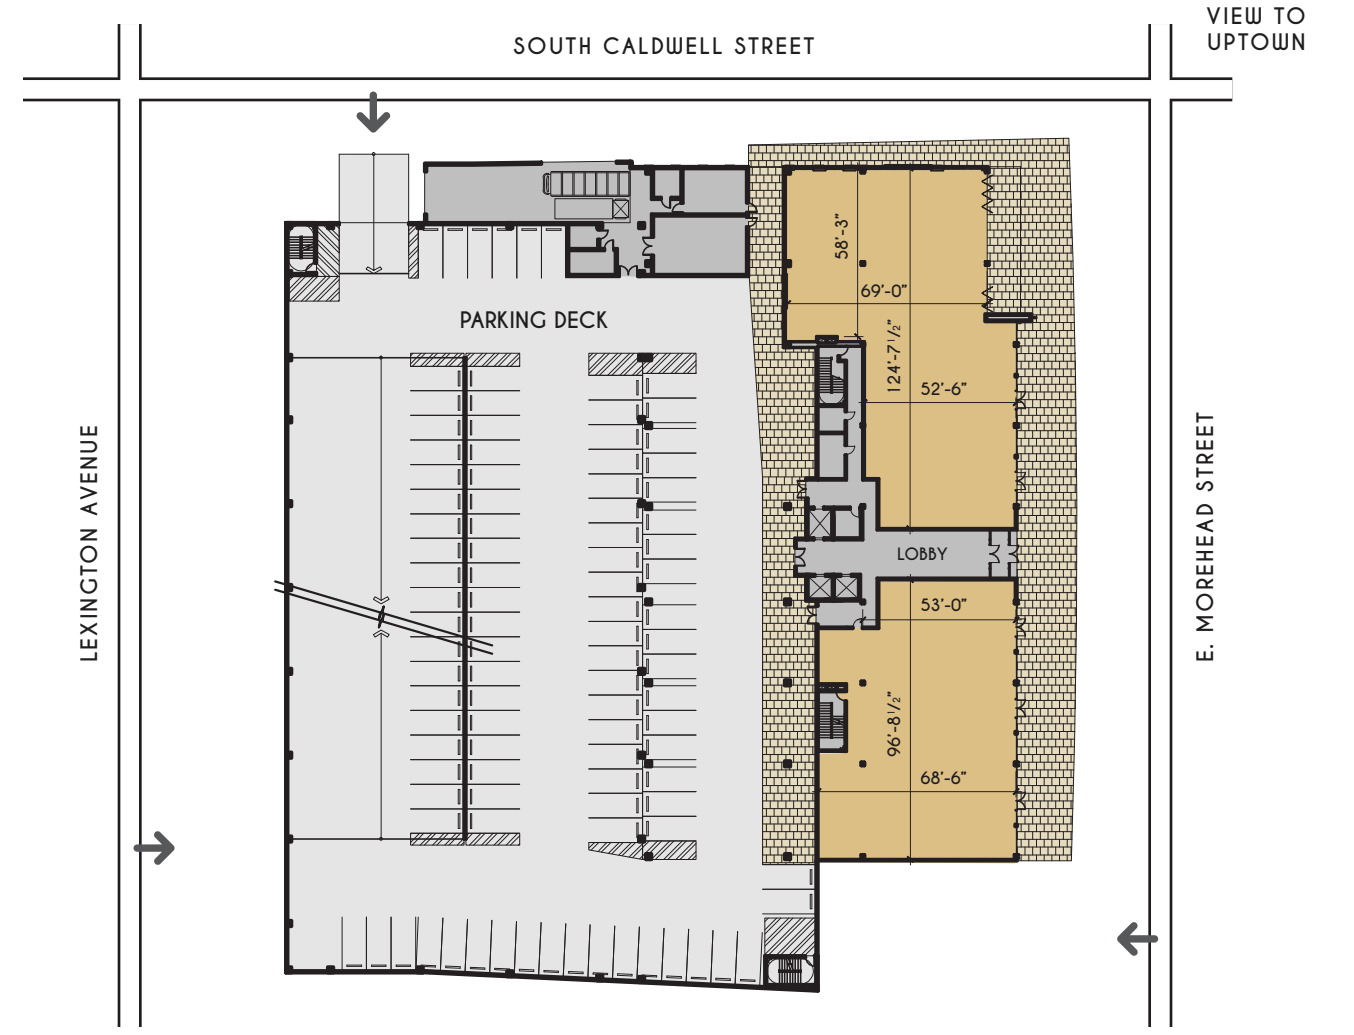 VIEW TO
UPTOWN
SOUTH CALDWELL STREET
58'-3"
69'-0"
PARKING DECK
124'-7 1/2"
52'-6"
LEXINGTON AVENUE
E. MOREHEAD STREET
LOBBY
53'-0"
96'-8 1/2"
68'-6"